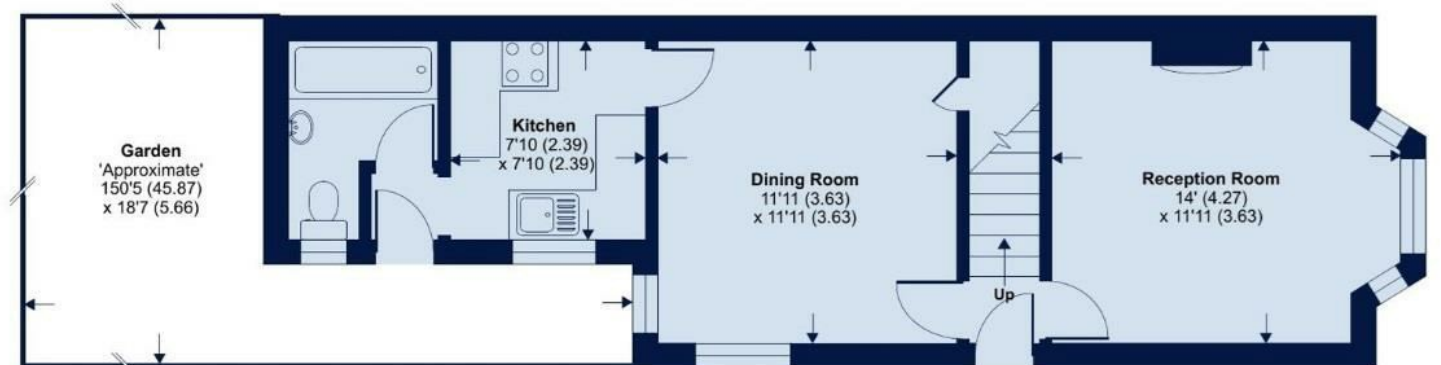 Garden
'Approximate'
150'5 (45.87)
x 18'7 (5.66)
Kitchen
7'10 (2.39)
x 7'10 (2.39)
Dining Room
11'11 (3.63)
x 11'11 (3.63)
Up
Reception Room
14' (4.27)
x 11'11 (3.63)